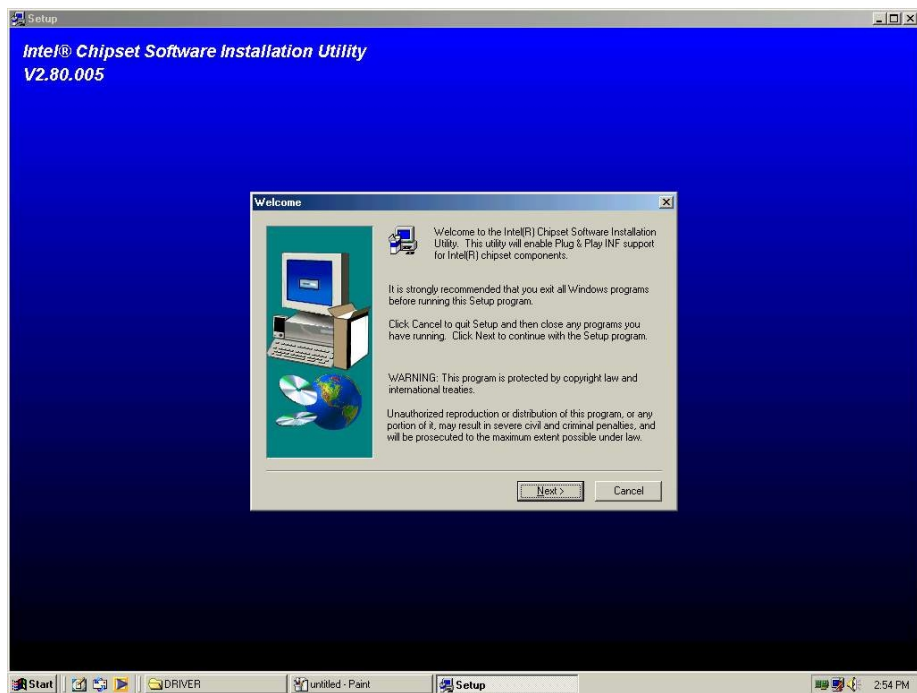 Setup
Intel® Chipset Software Installation Utility
V2.80.005
Welcome
Welcome to the Intel(R) Chipset Software Installation
Utility. This utility will enable Plug & Play INF support
for Intel(R) chipset components.
It is strongly recommended that you exit all Windows programs
before running this Setup program.
Click Cancel to quit Setup and then close any programs you
have running. Click Next to continue with the Setup program.
WARNING: This program is protected by copyright law and
international treaties.
Unauthorized reproduction or distribution of this program, or any
portion of it, may result in severe civil and criminal penalties, and
will be prosecuted to the maximum extent possible under law.
Next >
Cancel
Start
DRIVER
untitled - Paint
Setup
2:54 PM